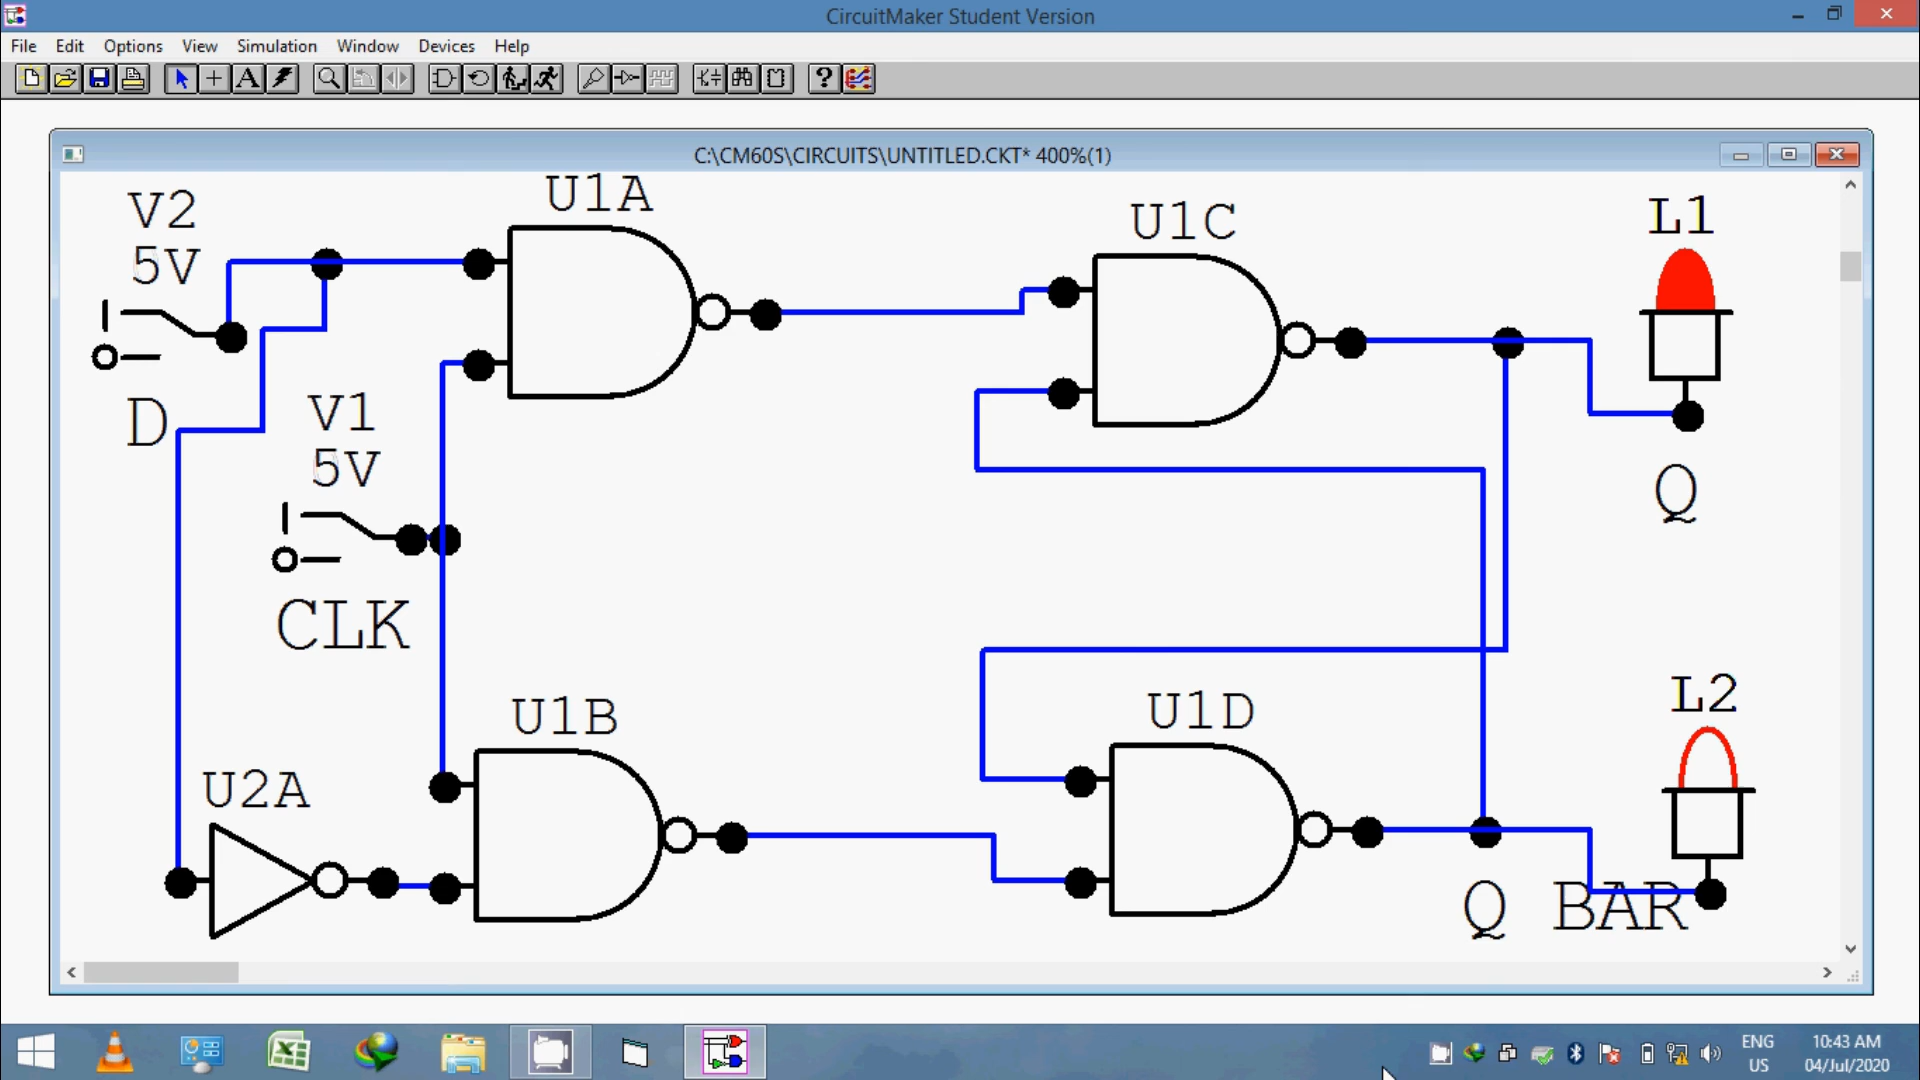 CircuitMaker Student Version
File Edit Options View Simulation Window Devices Help
C:\CM60S\CIRCUITS\UNTITLED.CKT* 400%(1)
V2
5V
D
V1
5V
CLK
U1A
U1C
L1
Q
U1B
U2A
U1D
L2
Q BAR
ENG
US
10:43 AM
04/Jul/2020